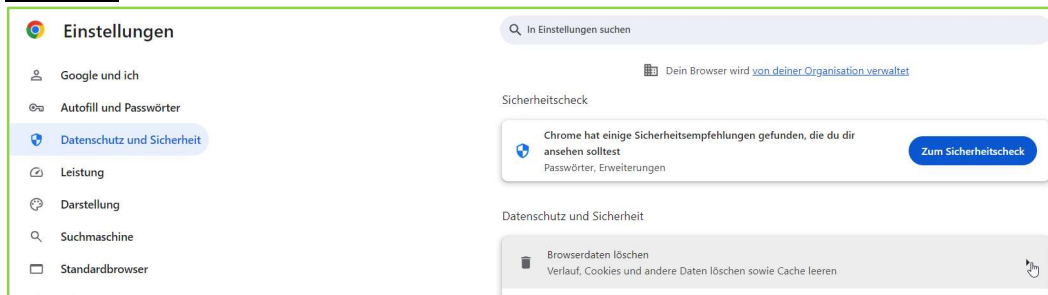 Einstellungen
In Einstellungen suchen
Google und ich
Autofill und Passwörter
Datenschutz und Sicherheit
Leistung
Darstellung
Suchmaschine
Standardbrowser
Dein Browser wird von deiner Organisation verwaltet
Sicherheitscheck
Chrome hat einige Sicherheitsempfehlungen gefunden, die du dir
ansehen solltest
Passwörter, Erweiterungen
Zum Sicherheitscheck
Datenschutz und Sicherheit
Browserdaten löschen
Verlauf, Cookies und andere Daten löschen sowie Cache leeren